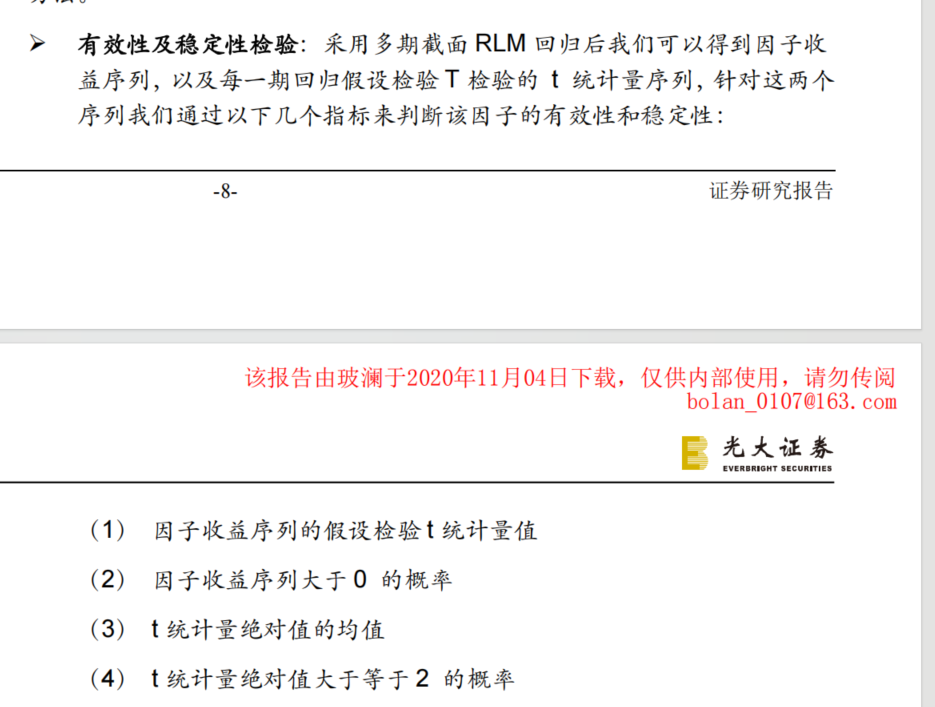 方法。
➢ 有效性及稳定性检验：采用多期截面 RLM 回归后我们可以得到因子收
益序列，以及每一期回归假设检验 T 检验的 t 统计量序列，针对这两个
序列我们通过以下几个指标来判断该因子的有效性和稳定性：
-8- 证券研究报告
该报告由玻澜于2020年11月04日下载，仅供内部使用，请勿传阅
bolan_0107@163.com
光大证券
EVERBRIGHT SECURITIES
（1） 因子收益序列的假设检验 t 统计量值
（2） 因子收益序列大于 0 的概率
（3） t 统计量绝对值的均值
（4） t 统计量绝对值大于等于 2 的概率